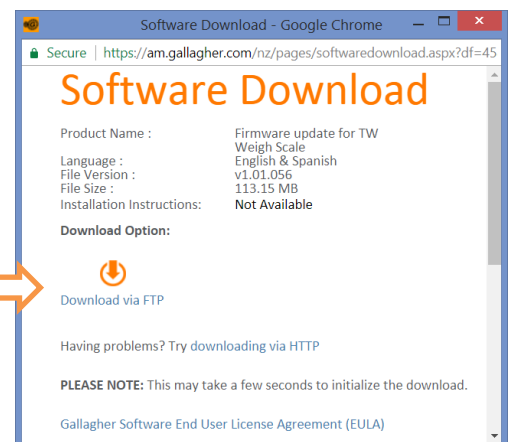 Software Download - Google Chrome
Secure | https://am.gallagher.com/nz/pages/softwaredownload.aspx?df=45
Software Download
Product Name : Firmware update for TW
Weigh Scale
Language : English & Spanish
File Version : v1.01.056
File Size : 113.15 MB
Installation Instructions: Not Available
Download Option:
Download via FTP
Having problems? Try downloading via HTTP
PLEASE NOTE: This may take a few seconds to initialize the download.
Gallagher Software End User License Agreement (EULA)